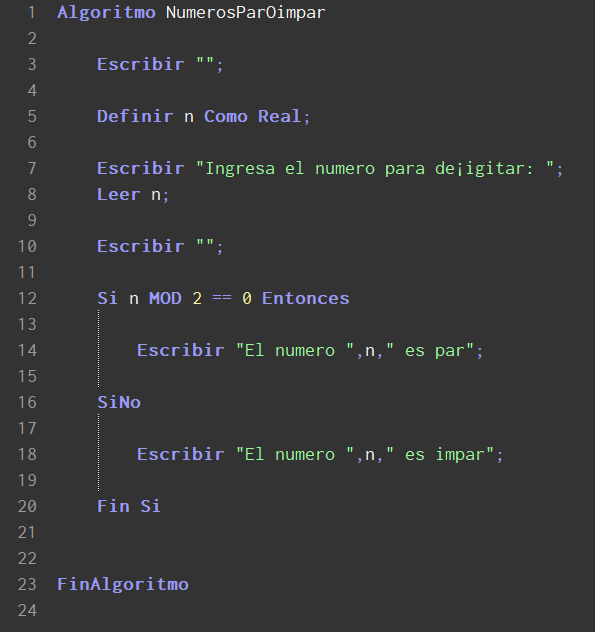 1 Algoritmo NumerosParOimpar
2
3 Escribir "";
4
5 Definir n Como Real;
6
7 Escribir "Ingresa el numero para de¡igitar: ";
8 Leer n;
9
10 Escribir "";
11
12 Si n MOD 2 == 0 Entonces
13
14 Escribir "El numero ",n," es par";
15
16 SiNo
17
18 Escribir "El numero ",n," es impar";
19
20 Fin Si
21
22
23 FinAlgoritmo
24